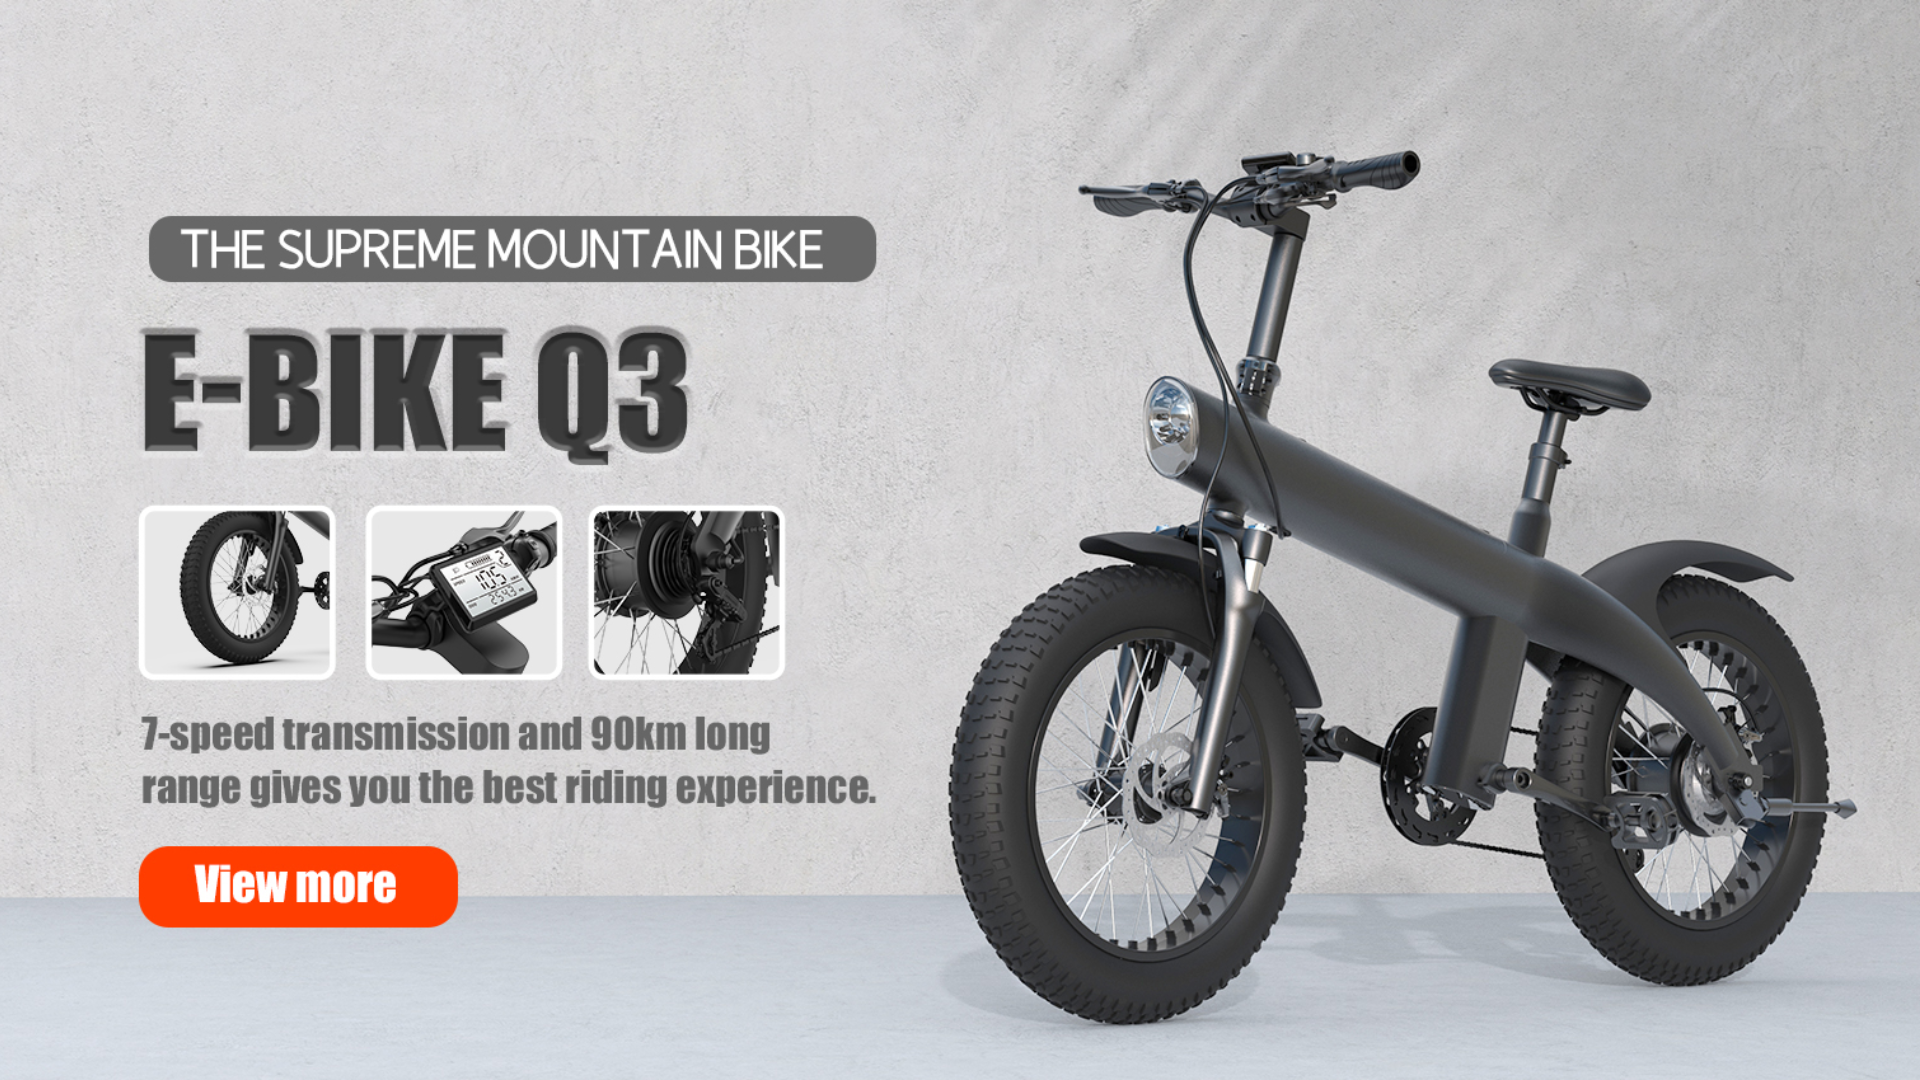 THE SUPREME MOUNTAIN BIKE
E-BIKE Q3
7-speed transmission and 90km long
range gives you the best riding experience.
View more